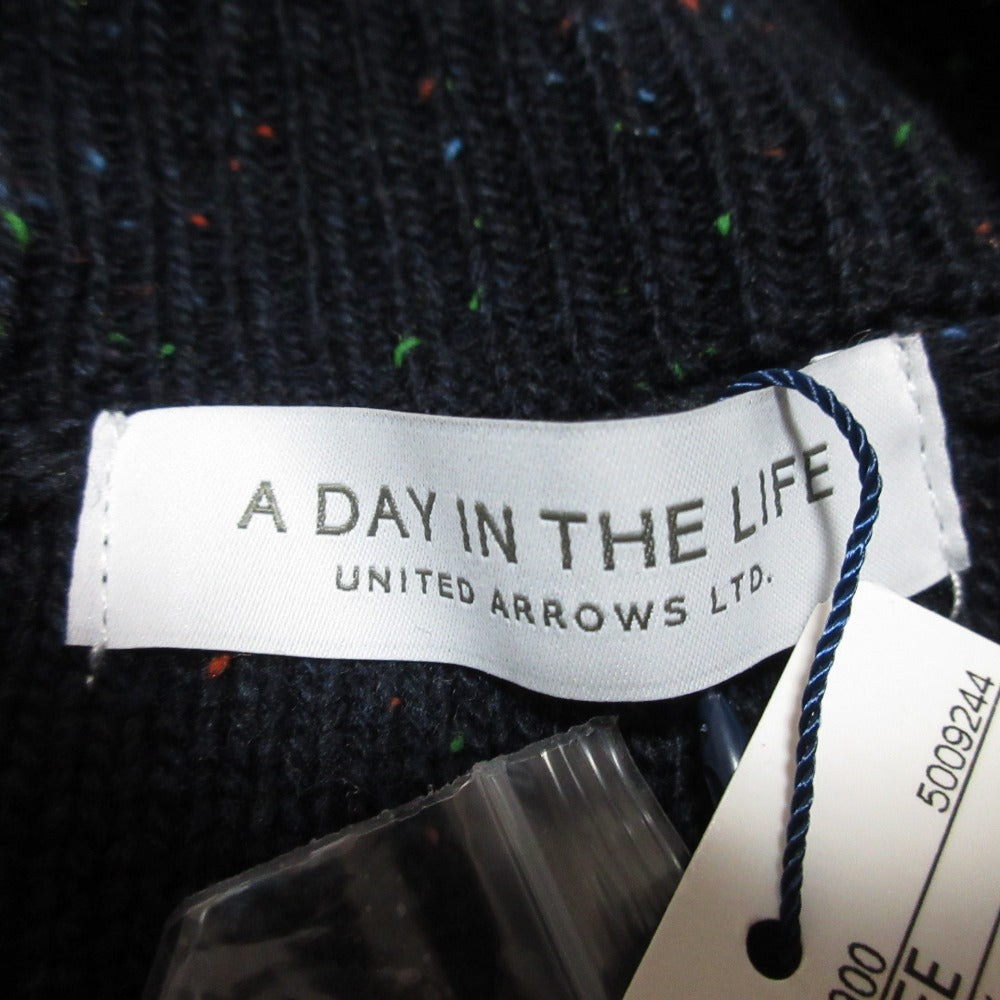 A DAY IN THE LIFE
UNITED ARROWS LTD.
5009244